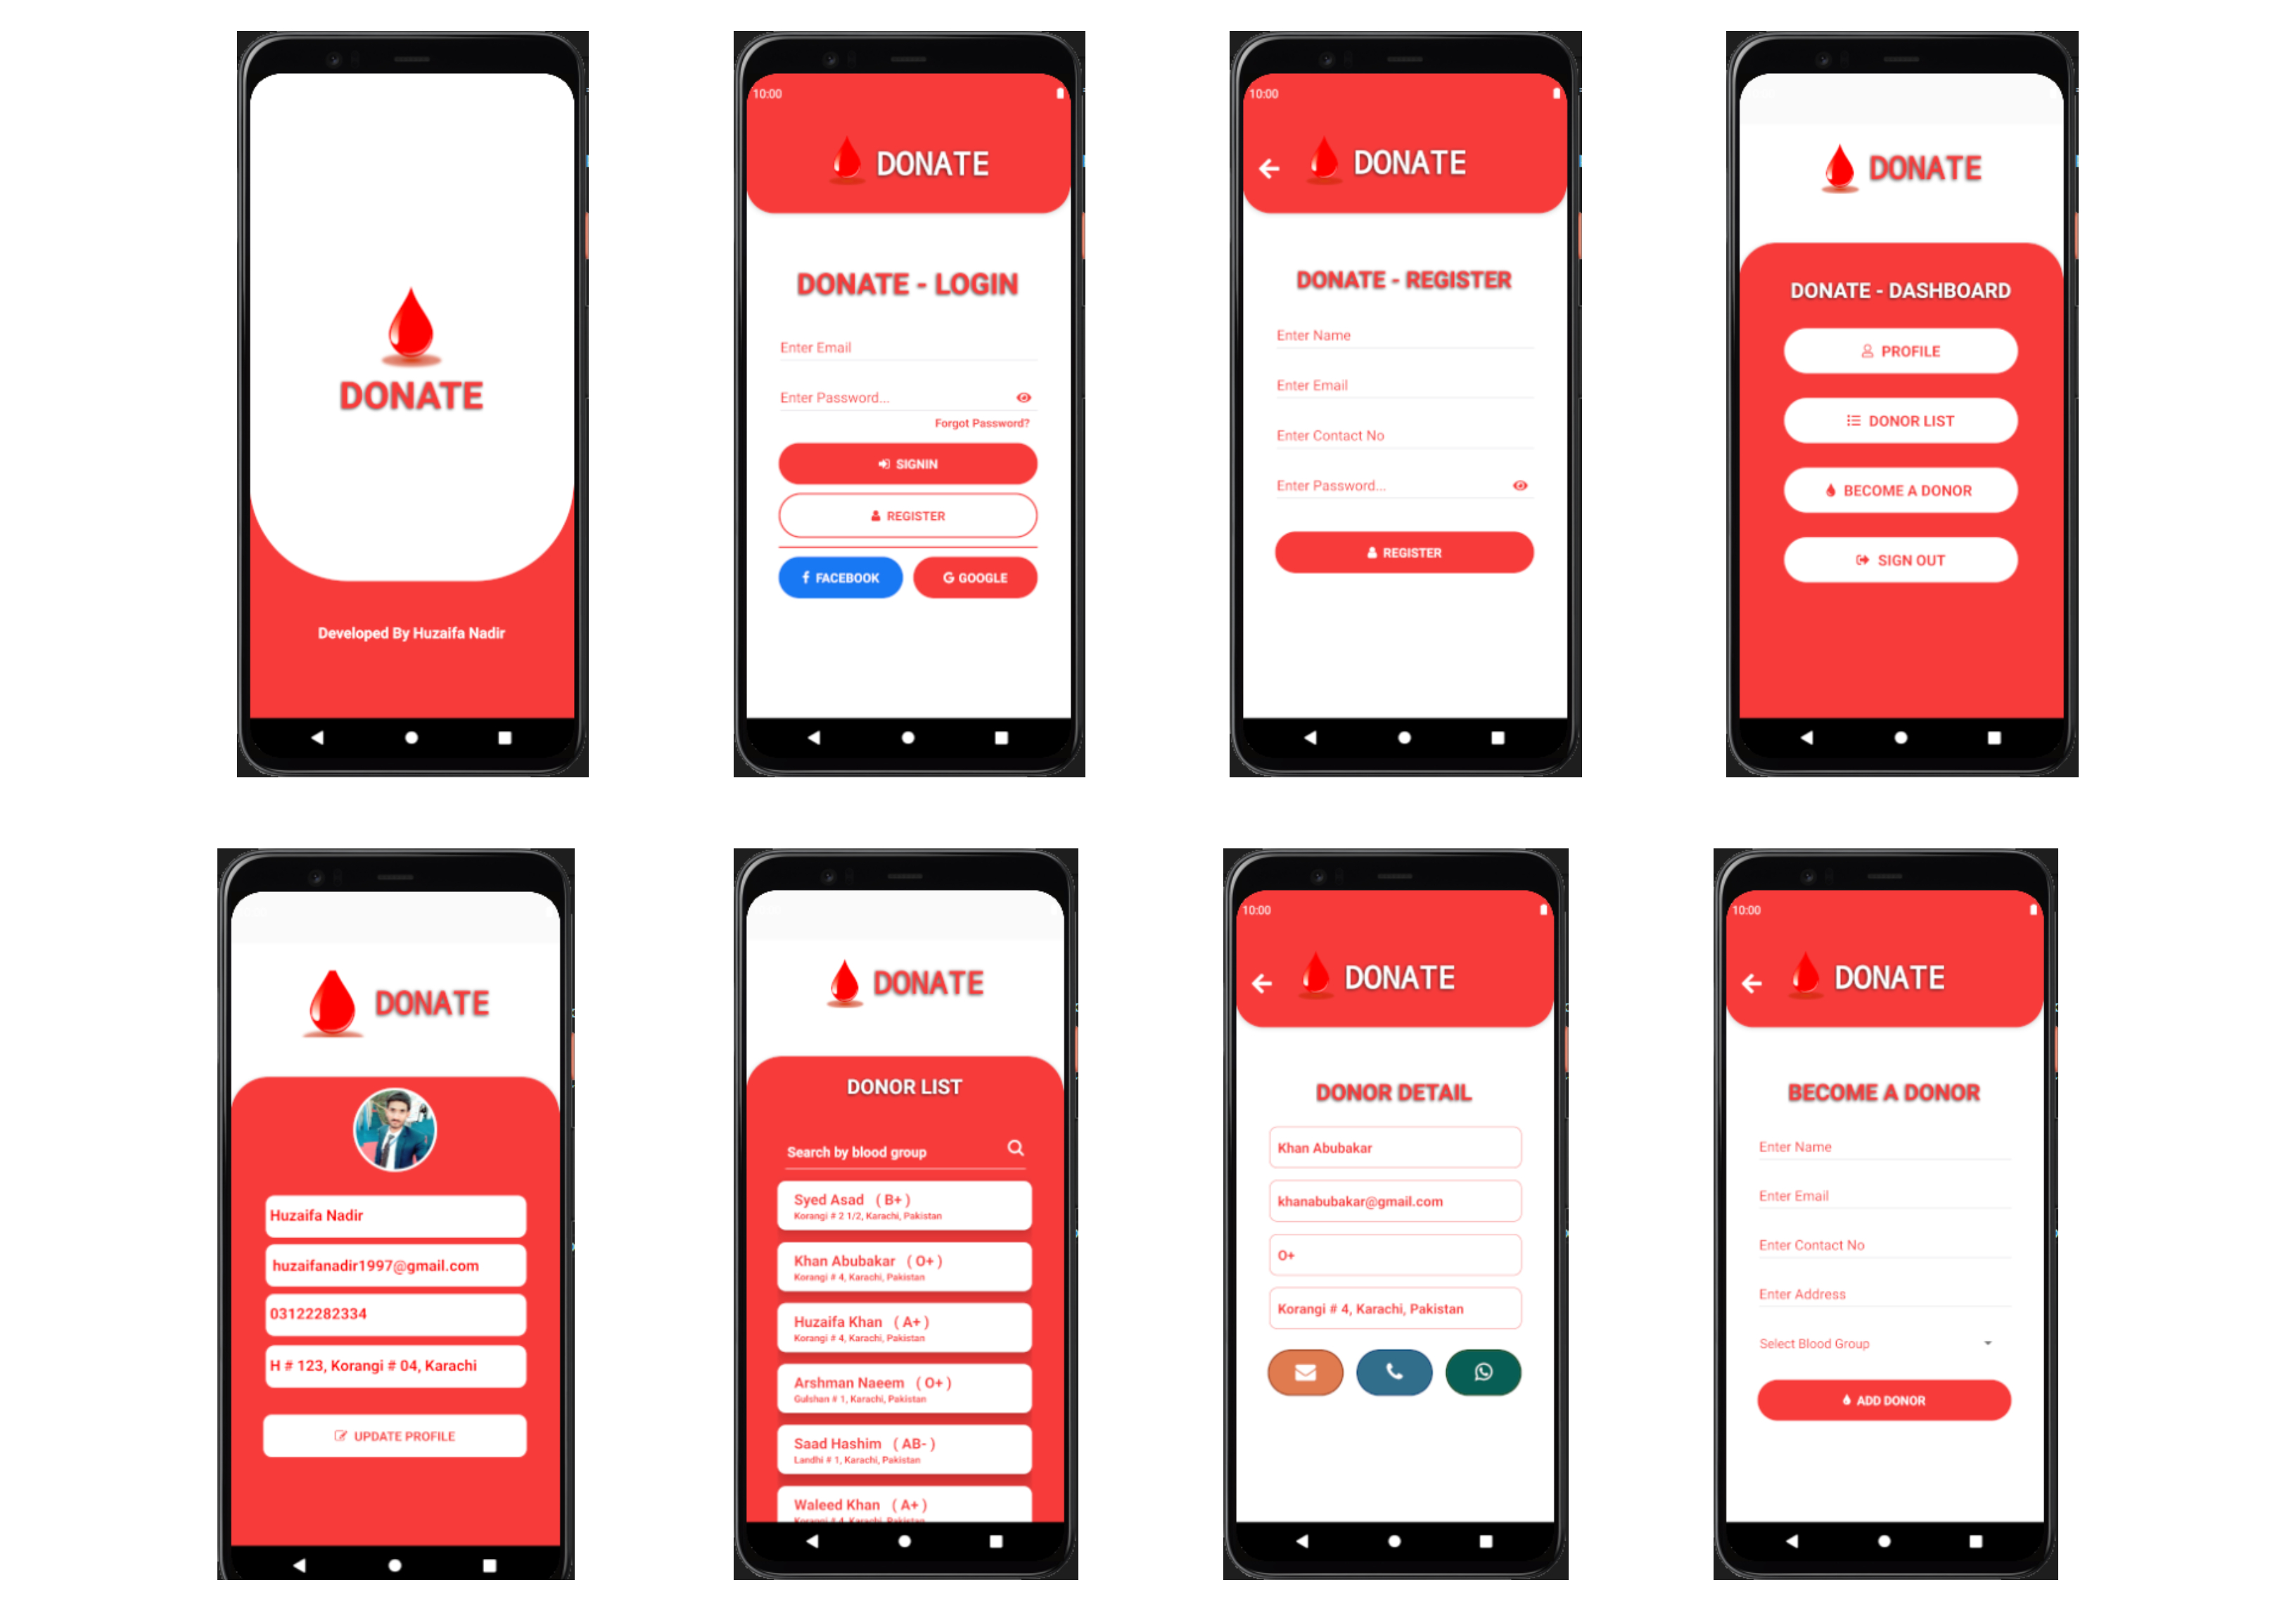 DONATE
Developed By Huzaifa Nadir
10:00
DONATE
DONATE - LOGIN
Enter Email
Enter Password...
Forgot Password?
SIGNIN
REGISTER
FACEBOOK
G GOOGLE
10:00
DONATE
DONATE - REGISTER
Enter Name
Enter Email
Enter Contact No
Enter Password...
REGISTER
DONATE
DONATE - DASHBOARD
PROFILE
DONOR LIST
BECOME A DONOR
SIGN OUT
DONATE
Huzaifa Nadir
huzaifanadir1997@gmail.com
03122282334
H # 123, Korangi # 04, Karachi
UPDATE PROFILE
DONATE
DONOR LIST
Search by blood group
Syed Asad ( B+ )
Korangi # 2 1/2, Karachi, Pakistan
Khan Abubakar ( O+ )
Korangi # 4, Karachi, Pakistan
Huzaifa Khan ( A+ )
Korangi # 4, Karachi, Pakistan
Arshman Naeem ( O+ )
Gulshan # 1, Karachi, Pakistan
Saad Hashim ( AB- )
Landhi # 1, Karachi, Pakistan
Waleed Khan ( A+ )
Korangi # 4, Karachi, Pakistan
10:00
DONATE
DONOR DETAIL
Khan Abubakar
khanabubakar@gmail.com
O+
Korangi # 4, Karachi, Pakistan
10:00
DONATE
BECOME A DONOR
Enter Name
Enter Email
Enter Contact No
Enter Address
Select Blood Group
ADD DONOR